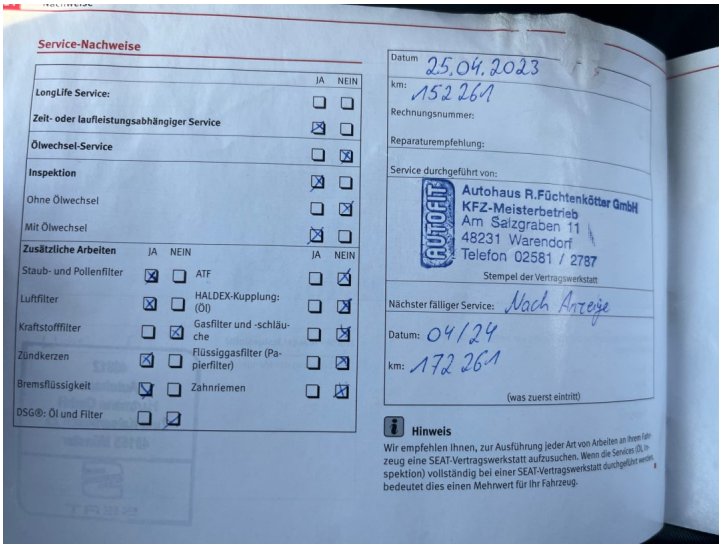 Service-Nachweise
JA NEIN
LongLife Service: ☐ ☐
Zeit- oder laufleistungsabhängiger Service ☒ ☐
Ölwechsel-Service ☐ ☒
Inspektion ☒ ☐
Ohne Ölwechsel ☐ ☒
Mit Ölwechsel ☒ ☐
Zusätzliche Arbeiten JA NEIN JA NEIN
Staub- und Pollenfilter ☒ ☐ ATF ☐ ☒
Luftfilter ☒ ☐ HALDEX-Kupplung: (Öl) ☐ ☒
Kraftstofffilter ☐ ☒ Gasfilter und -schläuche ☐ ☒
Zündkerzen ☒ ☐ Flüssiggasfilter (Papierfilter) ☐ ☒
Bremsflüssigkeit ☒ ☐ Zahnriemen ☐ ☒
DSG®: Öl und Filter ☐ ☒
Datum 25.04.2023
km: 152 261
Rechnungsnummer:
Reparaturempfehlung:
Service durchgeführt von:
AUTOFIT
Autohaus R.Füchtenkötter GmbH
KFZ-Meisterbetrieb
Am Salzgraben 11
48231 Warendorf
Telefon 02581 / 2787
Stempel der Vertragswerkstatt
Nächster fälliger Service: Nach Anzeige
Datum: 04/24
km: 172 261
(was zuerst eintritt)
i Hinweis
Wir empfehlen Ihnen, zur Ausführung jeder Art von Arbeiten an Ihrem Fahr-
zeug eine SEAT-Vertragswerkstatt aufzusuchen. Wenn die Services (Öl, In-
spektion) vollständig bei einer SEAT-Vertragswerkstatt durchgeführt werden,
bedeutet dies einen Mehrwert für Ihr Fahrzeug.